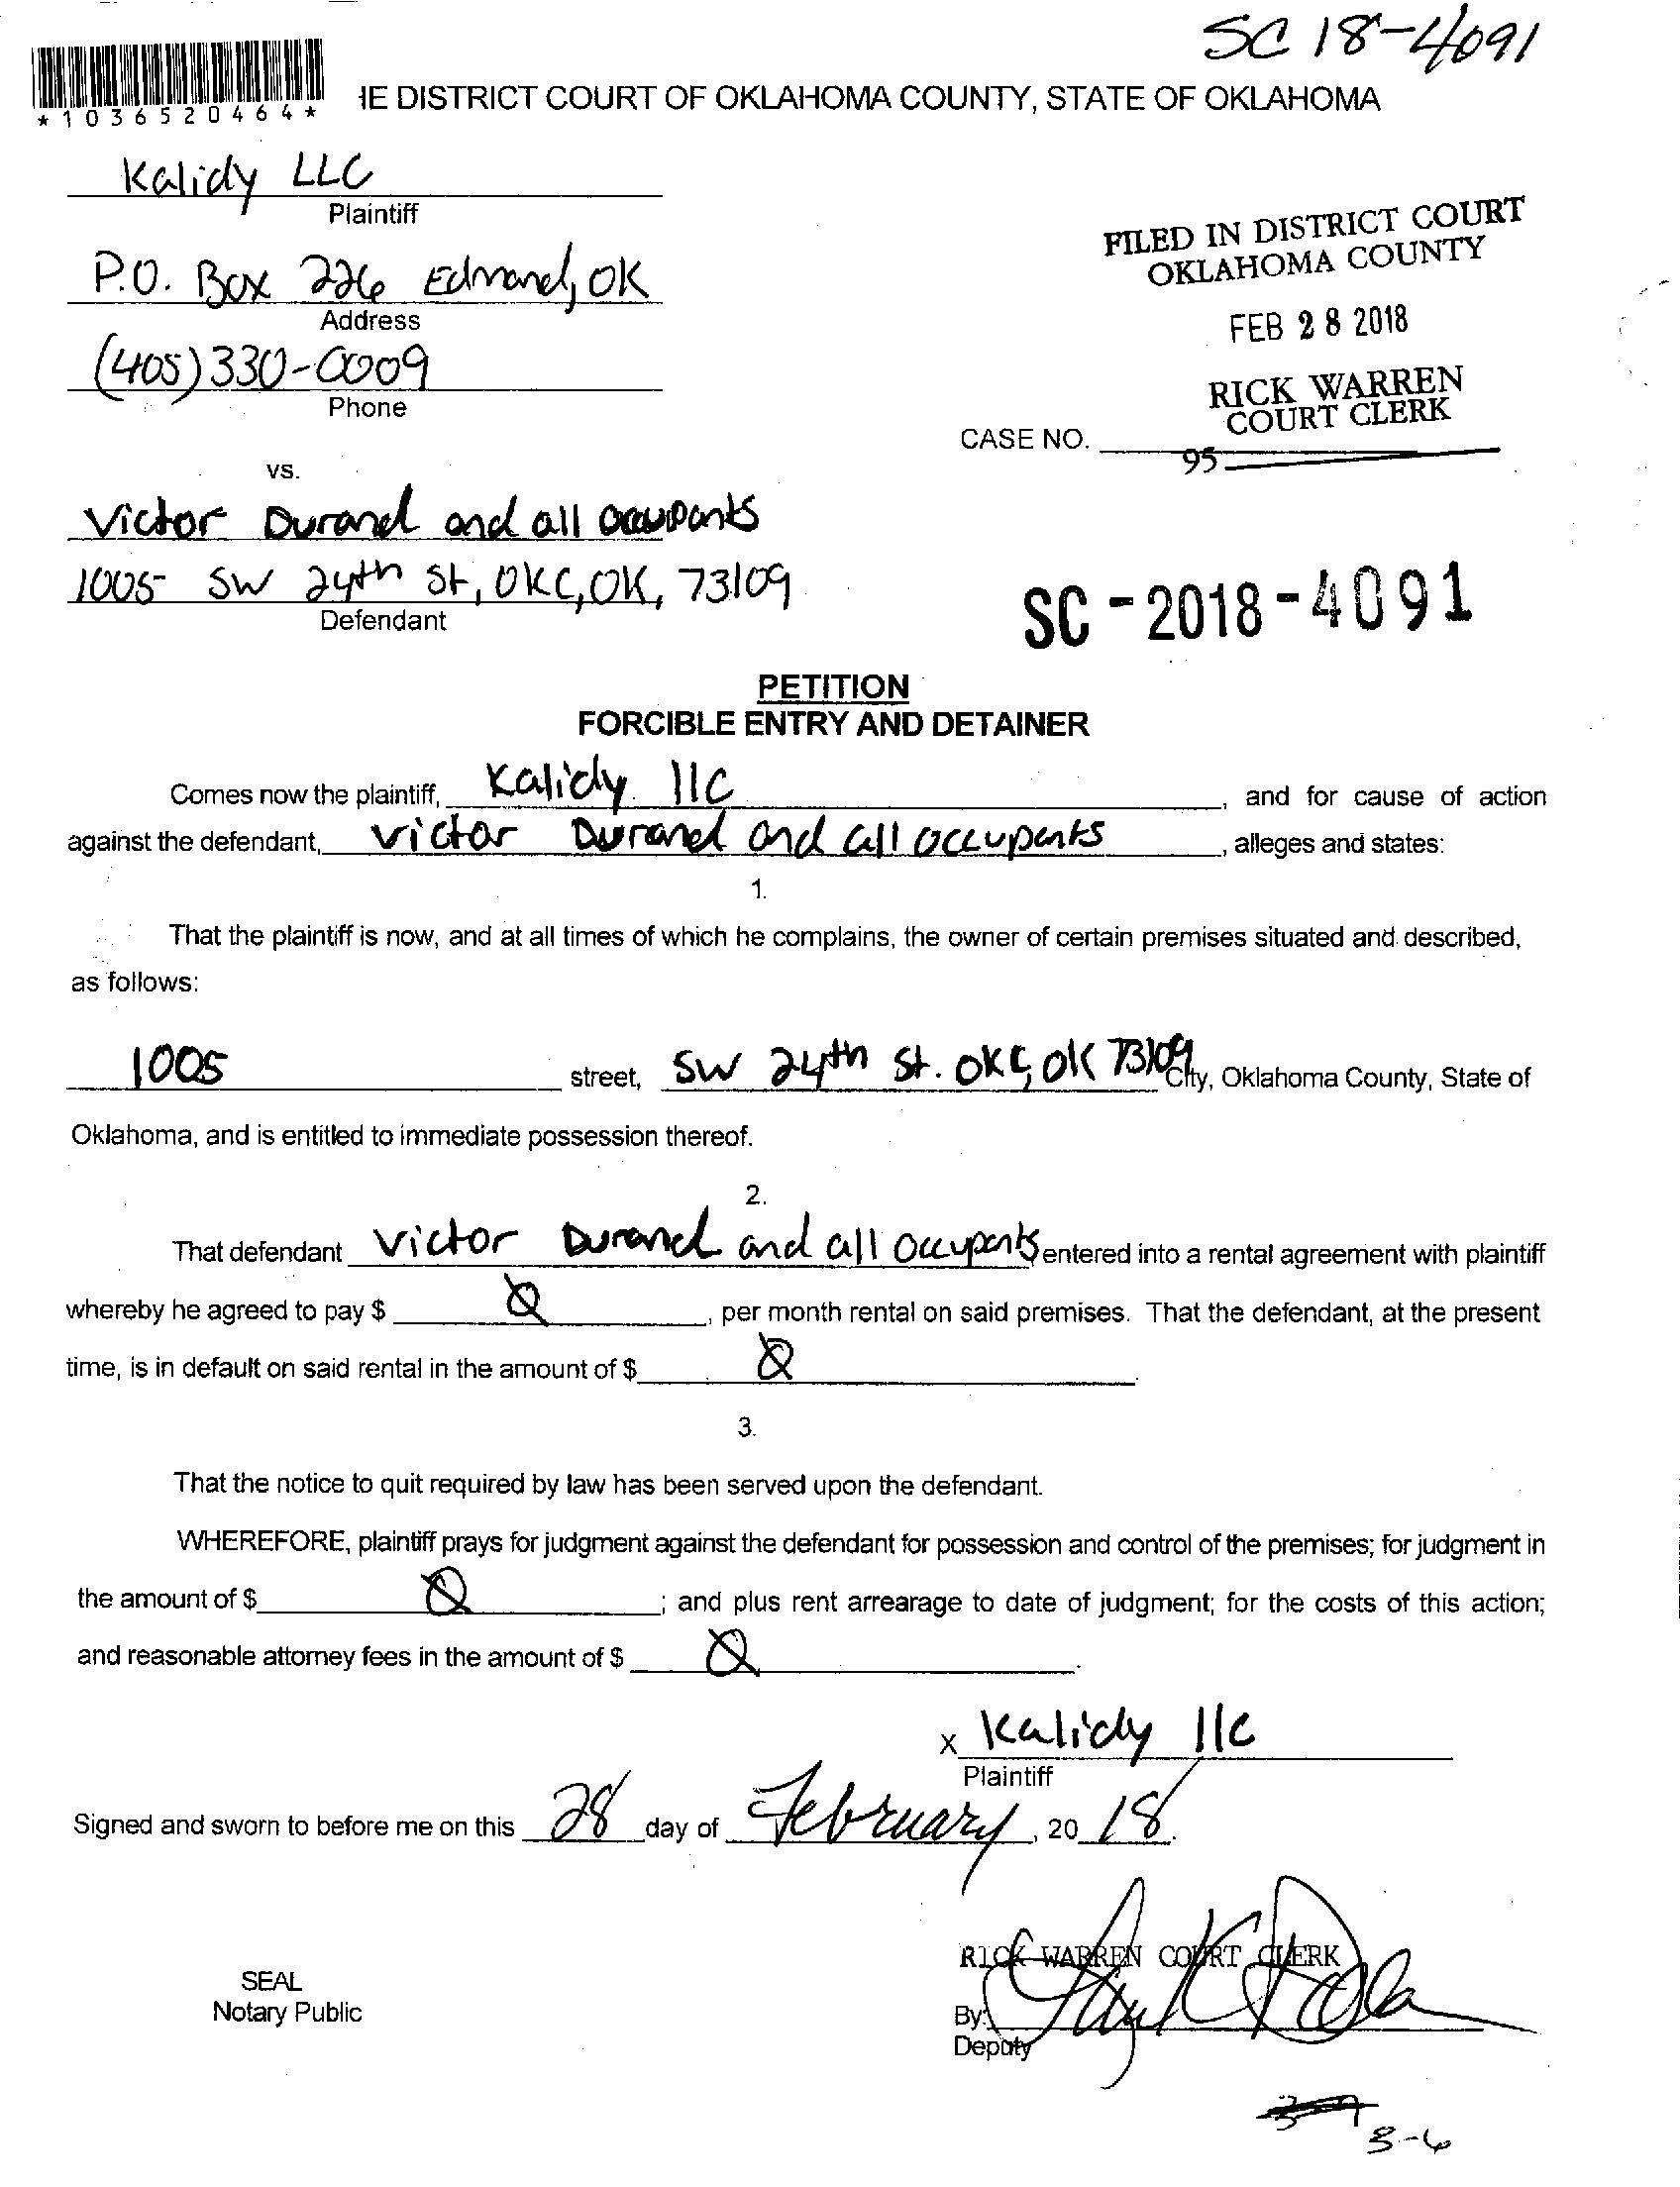 SC 18-4091
*1036520464*
HE DISTRICT COURT OF OKLAHOMA COUNTY, STATE OF OKLAHOMA
Kalidy LLC
Plaintiff
P.O. Box 226 Edmond, OK
Address
(405) 330-0009
Phone
FILED IN DISTRICT COURT
OKLAHOMA COUNTY
FEB 28 2018
RICK WARREN
COURT CLERK
CASE NO.
95
vs.
Victor Durand and all occupants
1005 SW 24th St, OKC, OK, 73109
Defendant
SC-2018-4091
PETITION
FORCIBLE ENTRY AND DETAINER
Comes now the plaintiff, Kalidy llc, and for cause of action
against the defendant, Victor Durand and all occupants, alleges and states:
1.
That the plaintiff is now, and at all times of which he complains, the owner of certain premises situated and described,
as follows:
1005 street, SW 24th St. OKC, OK 73109 City, Oklahoma County, State of
Oklahoma, and is entitled to immediate possession thereof.
2.
That defendant Victor Durand and all occupants entered into a rental agreement with plaintiff
whereby he agreed to pay $ Ø, per month rental on said premises. That the defendant, at the present
time, is in default on said rental in the amount of $ Ø.
3.
That the notice to quit required by law has been served upon the defendant.
WHEREFORE, plaintiff prays for judgment against the defendant for possession and control of the premises; for judgment in
the amount of $ Ø; and plus rent arrearage to date of judgment; for the costs of this action;
and reasonable attorney fees in the amount of $ Ø.
X Kalidy llc
Plaintiff
Signed and sworn to before me on this 28 day of February, 2018.
RICK WARREN COURT CLERK
SEAL
Notary Public
By:
Deputy
3-6